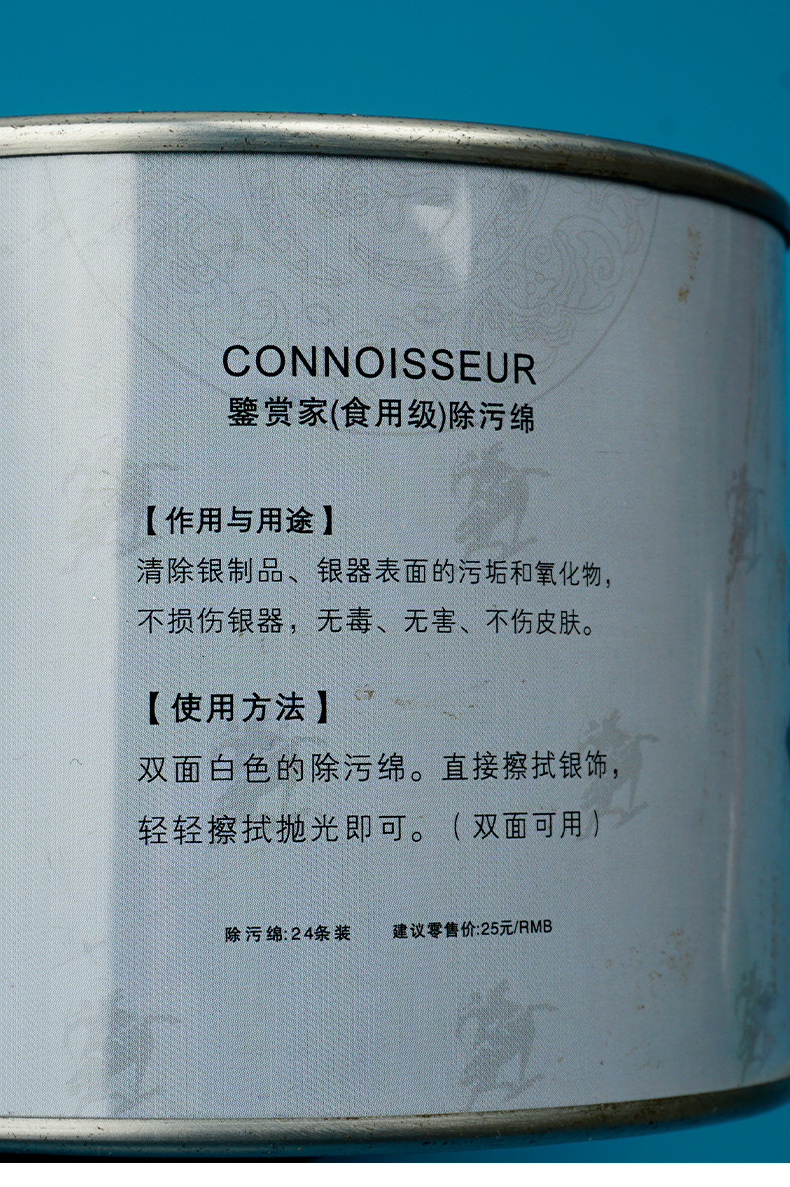 CONNOISSEUR
鑒赏家(食用级)除污绵
【作用与用途】
清除银制品、银器表面的污垢和氧化物,
不损伤银器，无毒、无害、不伤皮肤。
【使用方法】
双面白色的除污绵。直接擦拭银饰，
轻轻擦拭抛光即可。（双面可用）
除污绵:24条装 建议零售价:25元/RMB